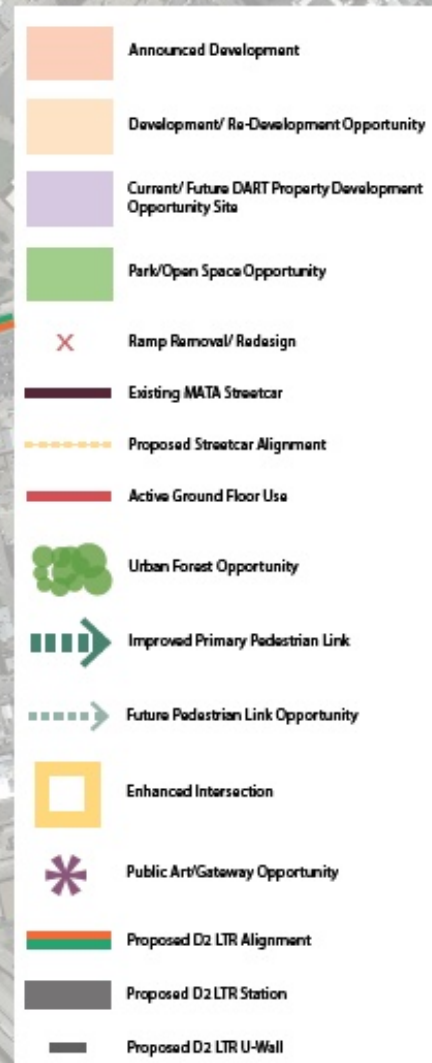 Announced Development
Development/ Re-Development Opportunity
Current/ Future DART Property Development
Opportunity Site
Park/Open Space Opportunity
Ramp Removal/ Redesign
Existing MATA Streetcar
Proposed Streetcar Alignment
Active Ground Floor Use
Urban Forest Opportunity
Improved Primary Pedestrian Link
Future Pedestrian Link Opportunity
Enhanced Intersection
Public Art/Gateway Opportunity
Proposed D2 LTR Alignment
Proposed D2 LTR Station
Proposed D2 LTR U-Wall